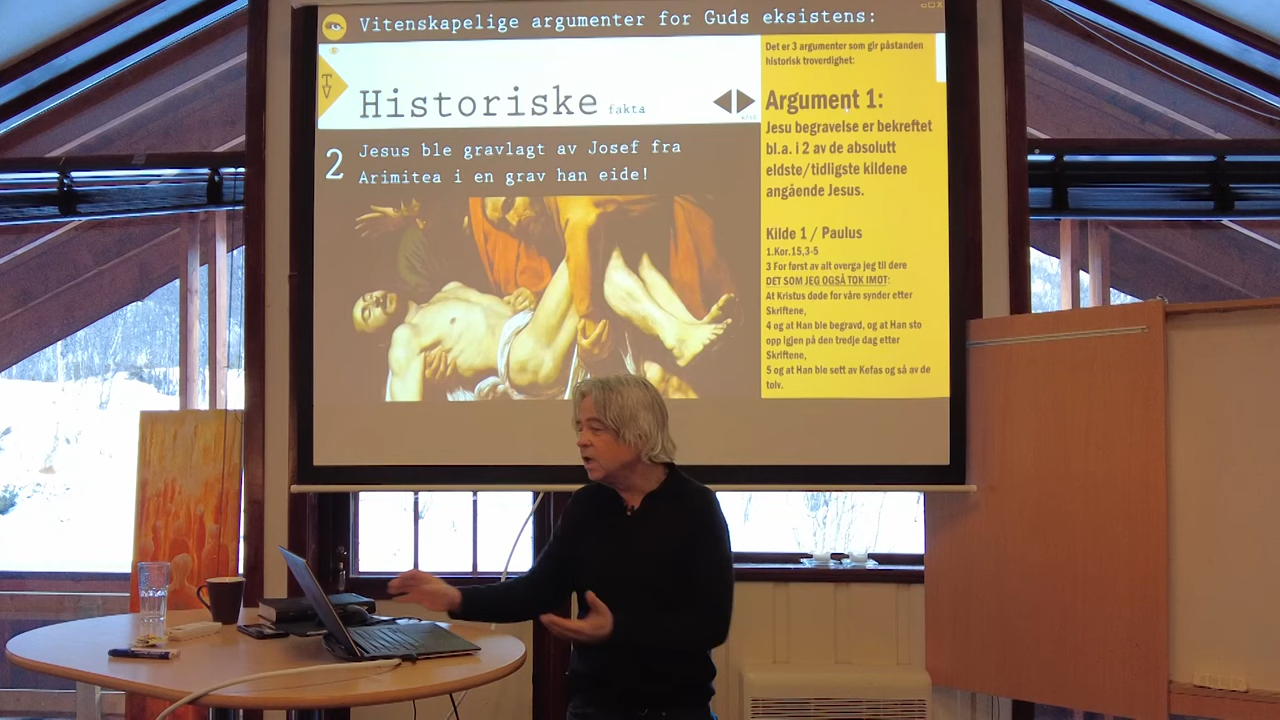 Vitenskapelige argumenter for Guds eksistens:
TV
Historiske fakta
2 Jesus ble gravlagt av Josef fra
Arimitea i en grav han eide!
Det er 3 argumenter som gir påstanden
historisk troverdighet:
Argument 1:
Jesu begravelse er bekreftet
bl.a. i 2 av de absolutt
eldste/tidligste kildene
angående Jesus.
Kilde 1 / Paulus
1.Kor.15,3-5
3 For først av alt overga jeg til dere
DET SOM JEG OGSÅ TOK IMOT:
At Kristus døde for våre synder etter
Skriftene,
4 og at Han ble begravd, og at Han sto
opp igjen på den tredje dag etter
Skriftene,
5 og at Han ble sett av Kefas og så av de
tolv.